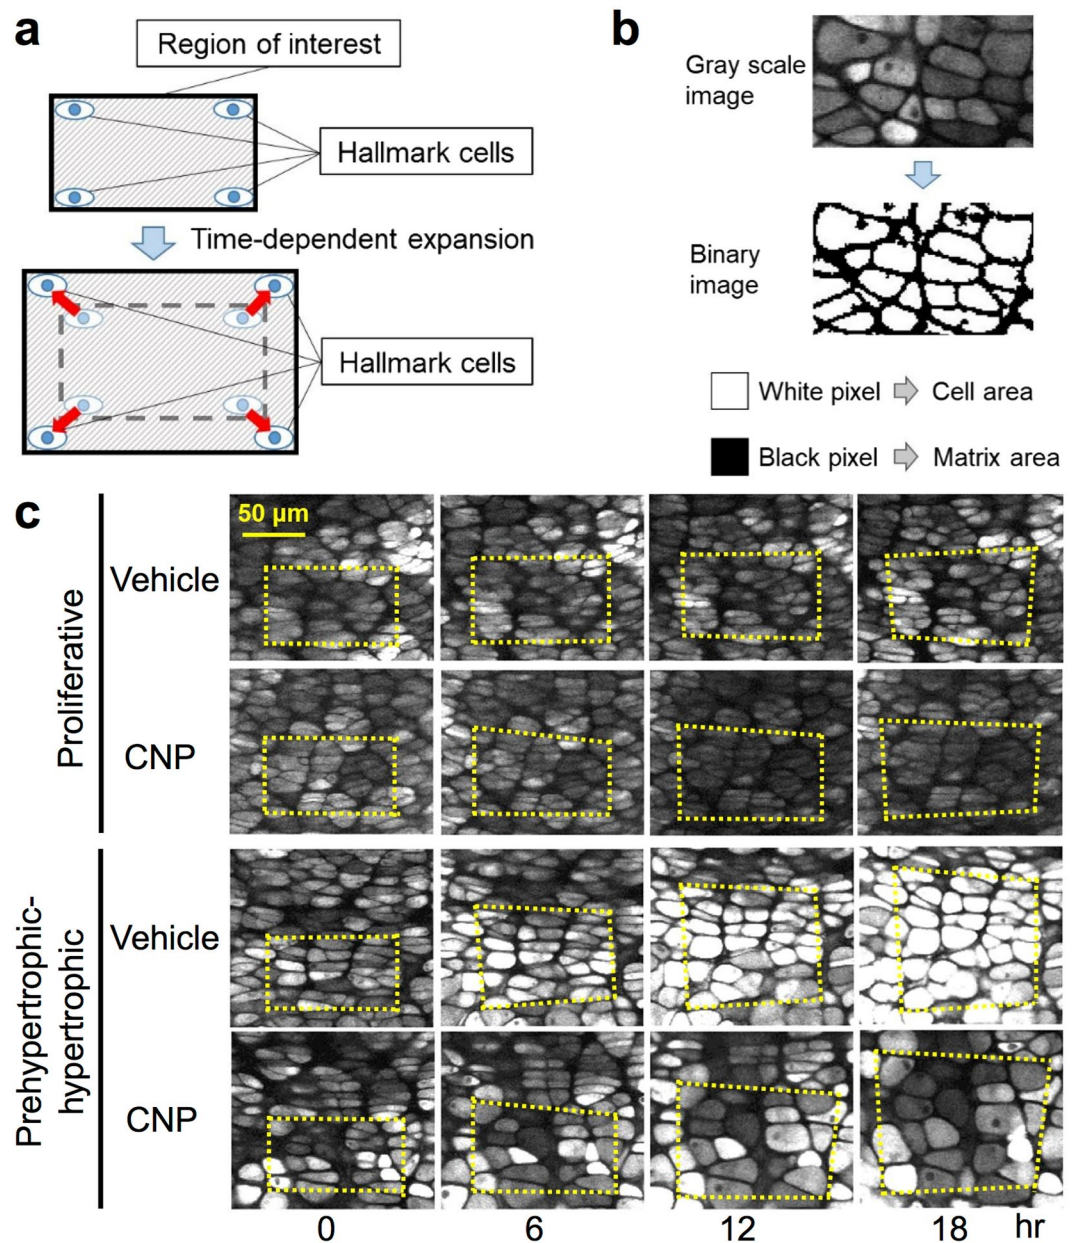 a
Region of interest
Hallmark cells
Time-dependent expansion
Hallmark cells
b
Gray scale
image
Binary
image
White pixel
Cell area
Black pixel
Matrix area
c
50 µm
Proliferative
Vehicle
CNP
Prehypertrophic-
hypertrophic
Vehicle
CNP
0 6 12 18 hr